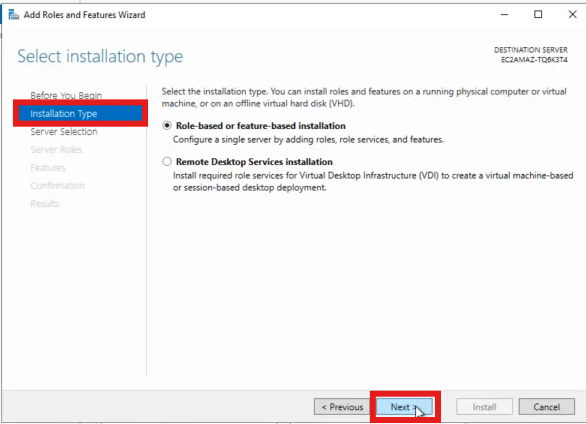 Add Roles and Features Wizard
Select installation type
DESTINATION SERVER
EC2AMAZ-TQ6K3T4
Before You Begin
Installation Type
Server Selection
Server Roles
Features
Confirmation
Results
Select the installation type. You can install roles and features on a running physical computer or virtual
machine, or on an offline virtual hard disk (VHD).
Role-based or feature-based installation
Configure a single server by adding roles, role services, and features.
Remote Desktop Services installation
Install required role services for Virtual Desktop Infrastructure (VDI) to create a virtual machine-based
or session-based desktop deployment.
< Previous
Next >
Install
Cancel